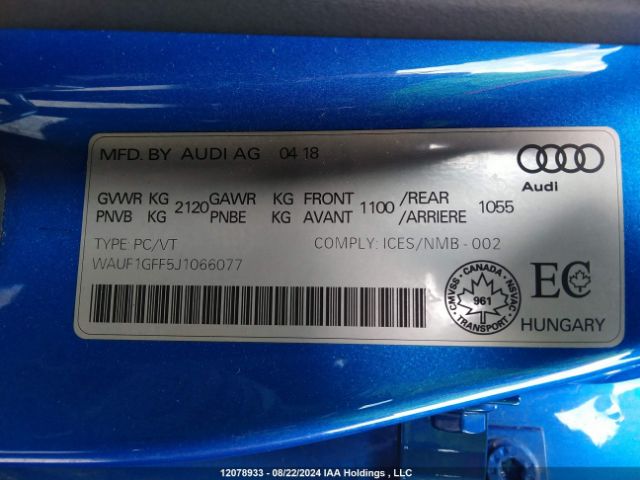 MFD. BY AUDI AG 04 18
Audi
GVWR KG 2120 GAWR KG FRONT 1100 /REAR 1055
PNVB KG PNBE KG AVANT /ARRIERE
TYPE: PC/VT COMPLY: ICES/NMB - 002
WAUF1GFF5J1066077
CANADA
CMVSS 961 NSVAC
TRANSPORT
EC
HUNGARY
12078933 - 08/22/2024 IAA Holdings , LLC